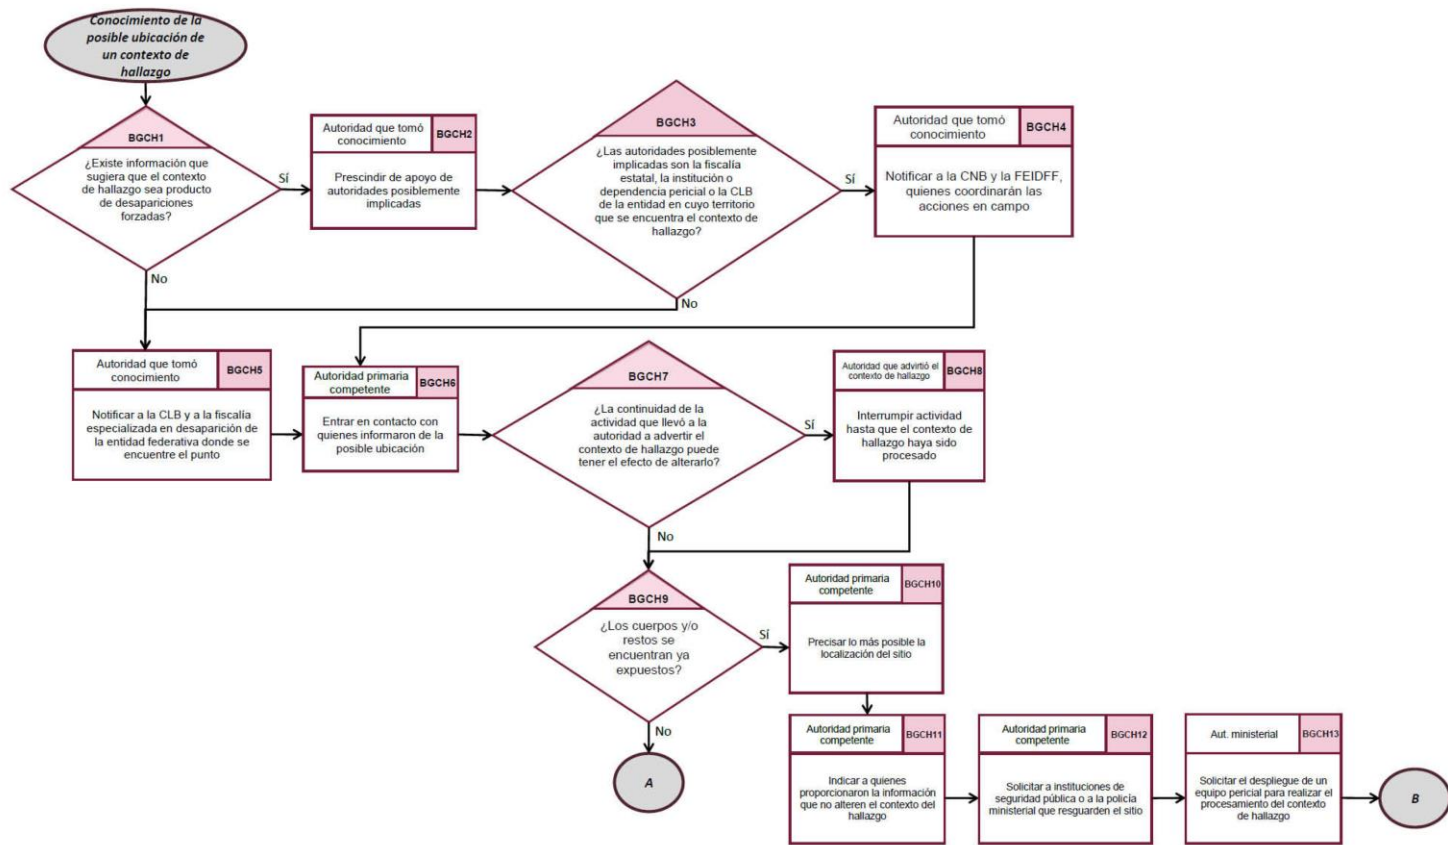 Conocimiento de la
posible ubicación de
un contexto de
hallazgo
BGCH1
¿Existe información que
sugiera que el contexto
de hallazgo sea producto
de desapariciones
forzadas?
Sí
No
Autoridad que tomó
conocimiento
BGCH2
Prescindir de apoyo de
autoridades posiblemente
implicadas
BGCH3
¿Las autoridades posiblemente
implicadas son la fiscalía
estatal, la institución o
dependencia pericial o la CLB
de la entidad en cuyo territorio
que se encuentra el contexto de
hallazgo?
Sí
No
Autoridad que tomó
conocimiento
BGCH4
Notificar a la CNB y la FEIDFF,
quienes coordinarán las
acciones en campo
Autoridad que tomó
conocimiento
BGCH5
Notificar a la CLB y a la fiscalía
especializada en desaparición de
la entidad federativa donde se
encuentre el punto
Autoridad primaria
competente
BGCH6
Entrar en contacto con
quienes informaron de la
posible ubicación
BGCH7
¿La continuidad de la
actividad que llevó a la
autoridad a advertir el
contexto de hallazgo puede
tener el efecto de alterarlo?
Sí
No
Autoridad que advirtió el
contexto de hallazgo
BGCH8
Interrumpir actividad
hasta que el contexto de
hallazgo haya sido
procesado
BGCH9
¿Los cuerpos y/o
restos se
encuentran ya
expuestos?
Sí
No
Autoridad primaria
competente
BGCH10
Precisar lo más posible la
localización del sitio
A
Autoridad primaria
competente
BGCH11
Indicar a quienes
proporcionaron la información
que no alteren el contexto del
hallazgo
Autoridad primaria
competente
BGCH12
Solicitar a instituciones de
seguridad pública o a la policía
ministerial que resguarden el sitio
Aut. ministerial
BGCH13
Solicitar el despliegue de un
equipo pericial para realizar el
procesamiento del contexto
de hallazgo
B